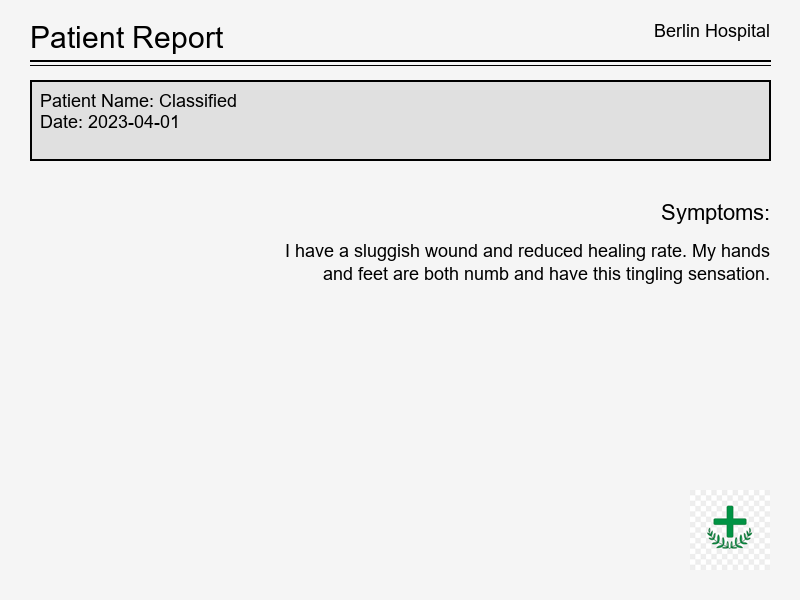 Patient Report
Berlin Hospital
Patient Name: Classified
Date: 2023-04-01
Symptoms:
I have a sluggish wound and reduced healing rate. My hands
and feet are both numb and have this tingling sensation.